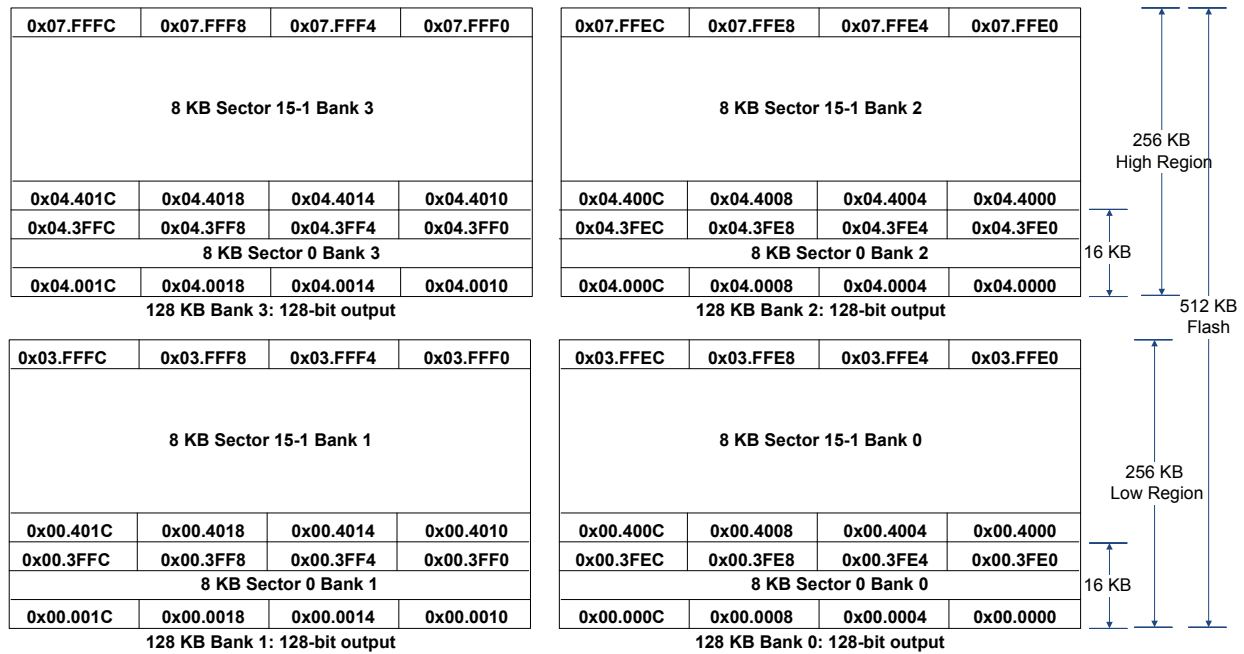 0x07.FFFC 0x07.FFF8 0x07.FFF4 0x07.FFF0
8 KB Sector 15-1 Bank 3
0x04.401C 0x04.4018 0x04.4014 0x04.4010
0x04.3FFC 0x04.3FF8 0x04.3FF4 0x04.3FF0
8 KB Sector 0 Bank 3
0x04.001C 0x04.0018 0x04.0014 0x04.0010
128 KB Bank 3: 128-bit output
0x07.FFEC 0x07.FFE8 0x07.FFE4 0x07.FFE0
8 KB Sector 15-1 Bank 2
0x04.400C 0x04.4008 0x04.4004 0x04.4000
0x04.3FEC 0x04.3FE8 0x04.3FE4 0x04.3FE0
8 KB Sector 0 Bank 2
0x04.000C 0x04.0008 0x04.0004 0x04.0000
128 KB Bank 2: 128-bit output
256 KB
High Region
16 KB
512 KB
Flash
0x03.FFFC 0x03.FFF8 0x03.FFF4 0x03.FFF0
8 KB Sector 15-1 Bank 1
0x00.401C 0x00.4018 0x00.4014 0x00.4010
0x00.3FFC 0x00.3FF8 0x00.3FF4 0x00.3FF0
8 KB Sector 0 Bank 1
0x00.001C 0x00.0018 0x00.0014 0x00.0010
128 KB Bank 1: 128-bit output
0x03.FFEC 0x03.FFE8 0x03.FFE4 0x03.FFE0
8 KB Sector 15-1 Bank 0
0x00.400C 0x00.4008 0x00.4004 0x00.4000
0x00.3FEC 0x00.3FE8 0x00.3FE4 0x00.3FE0
8 KB Sector 0 Bank 0
0x00.000C 0x00.0008 0x00.0004 0x00.0000
128 KB Bank 0: 128-bit output
256 KB
Low Region
16 KB